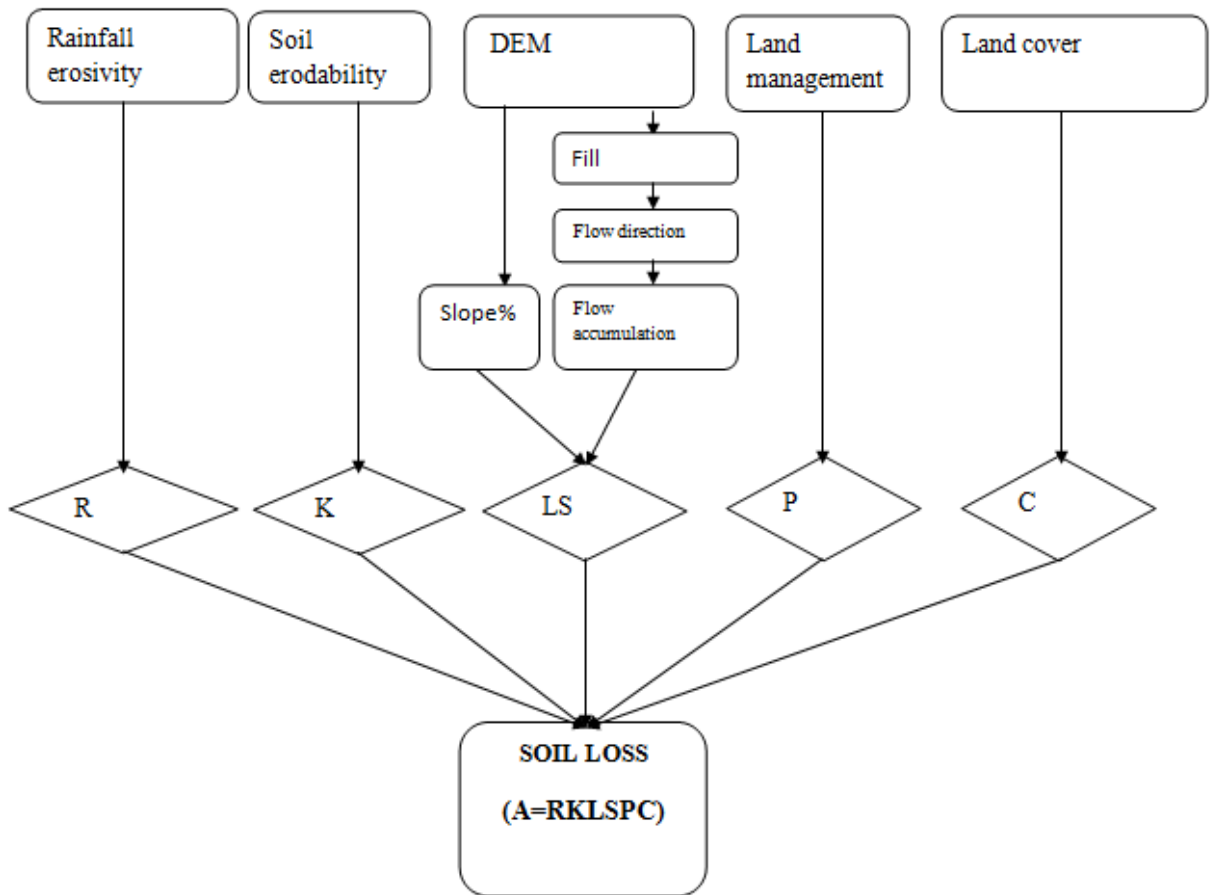 Rainfall
erosivity
Soil
erodability
DEM
Land
management
Land cover
Fill
Flow direction
Slope%
Flow
accumulation
R
K
LS
P
C
SOIL LOSS
(A=RKLSPC)